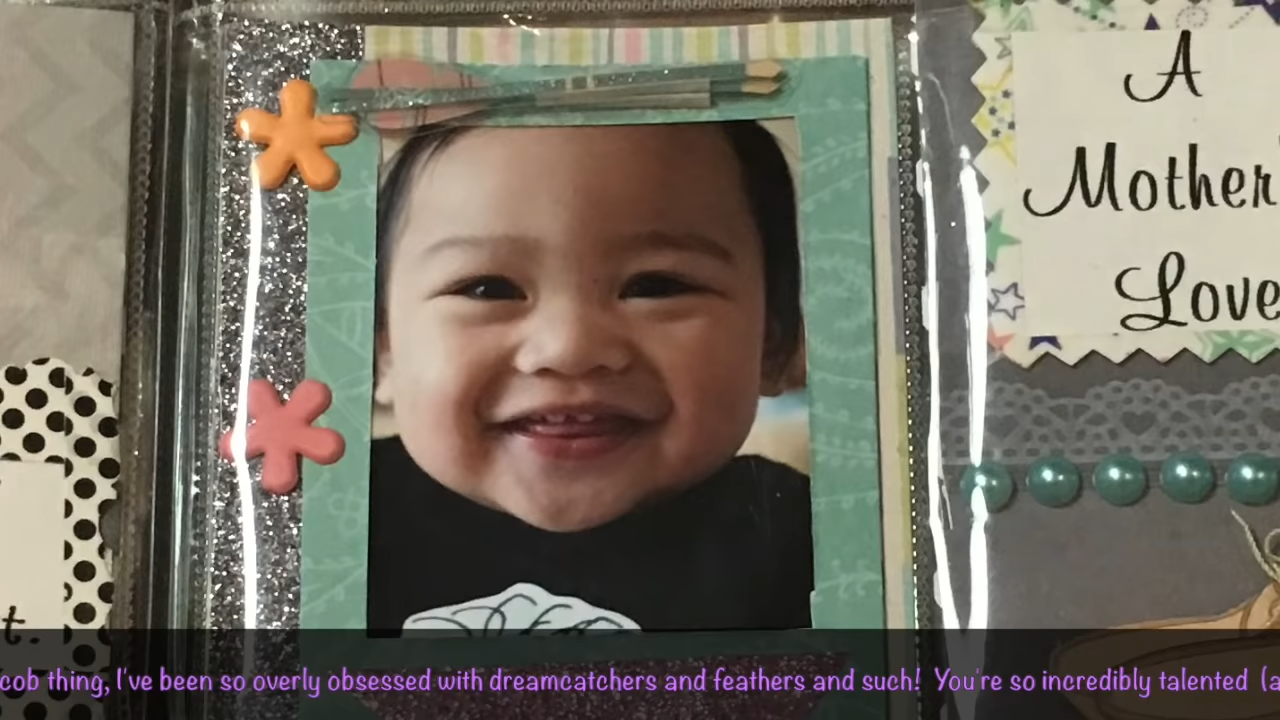 A
Mother'
Love
t.
cob thing, I've been so overly obsessed with dreamcatchers and feathers and such! You're so incredibly talented (a